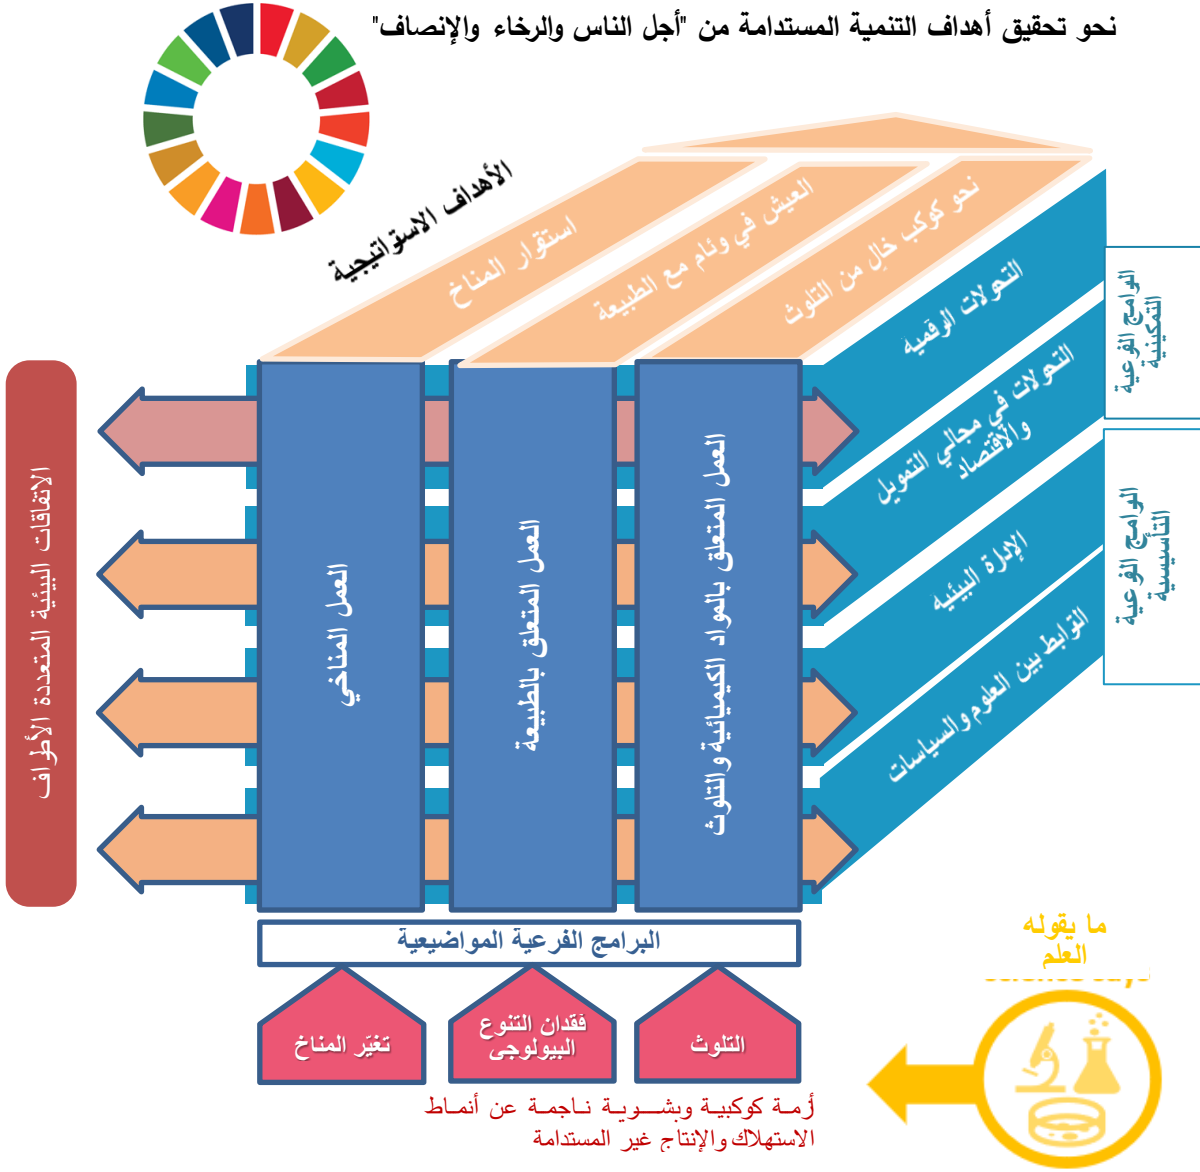 نحو تحقيق أهداف التنمية المستدامة من "أجل الناس والرخاء والإنصاف"
الأهداف الاستراتيجية
استقرار المناخ
العيش في وئام مع الطبيعة
نحو كوكب خالٍ من التلوث
التحولات الرقمية
التحولات في مجالي التمويل
والاقتصاد
الإدارة البيئية
الترابط بين العلوم والسياسات
البرامج الفرعية
التمكينية
البرامج الفرعية
التأسيسية
العمل المتعلق بالمواد الكيميائية والتلوث
العمل المتعلق بالطبيعة
العمل المناخي
الاتفاقات البيئية المتعددة الأطراف
البرامج الفرعية المواضيعية
التلوث
فقدان التنوع
البيولوجي
تغيّر المناخ
أزمة كوكبية وبشرية ناجمة عن أنماط
الاستهلاك والإنتاج غير المستدامة
ما يقوله
العلم